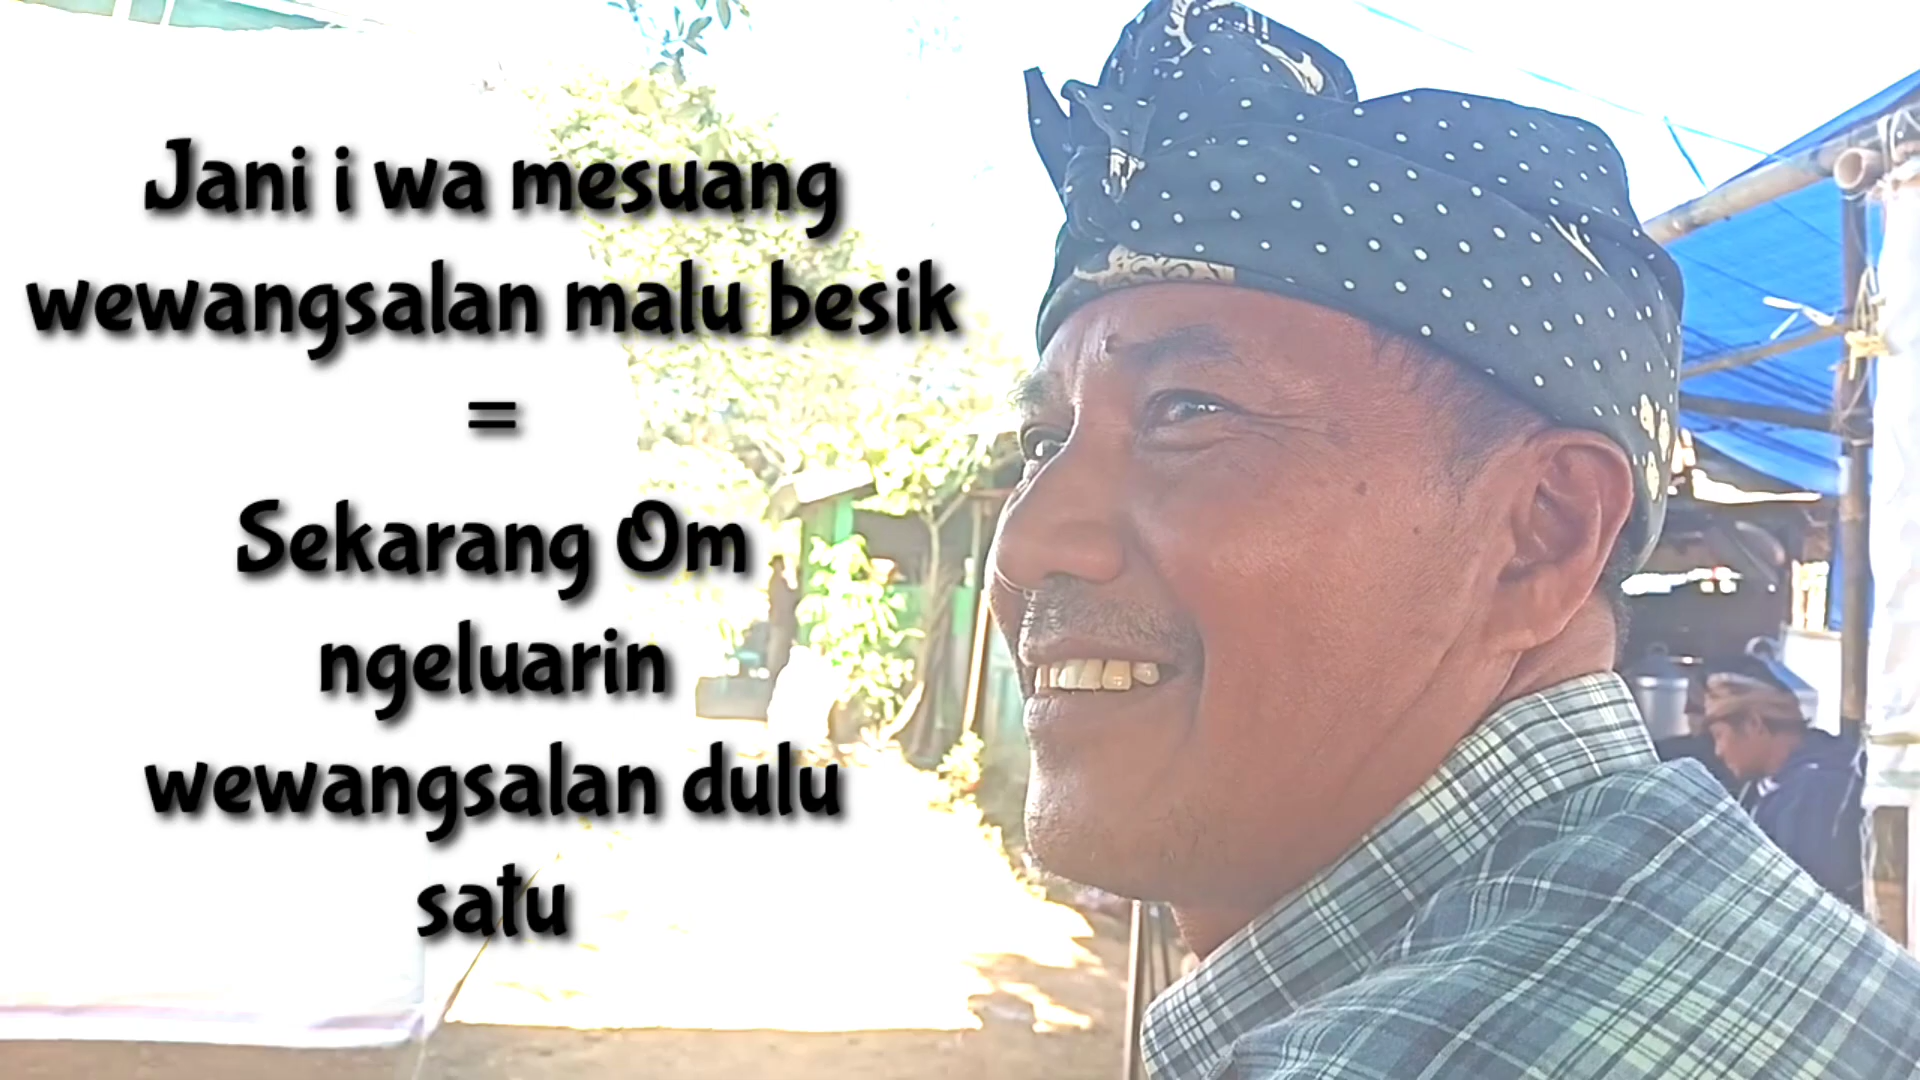 Jani i wa mesuang
wewangsalan malu besik
=
Sekarang Om
ngeluarin
wewangsalan dulu
satu